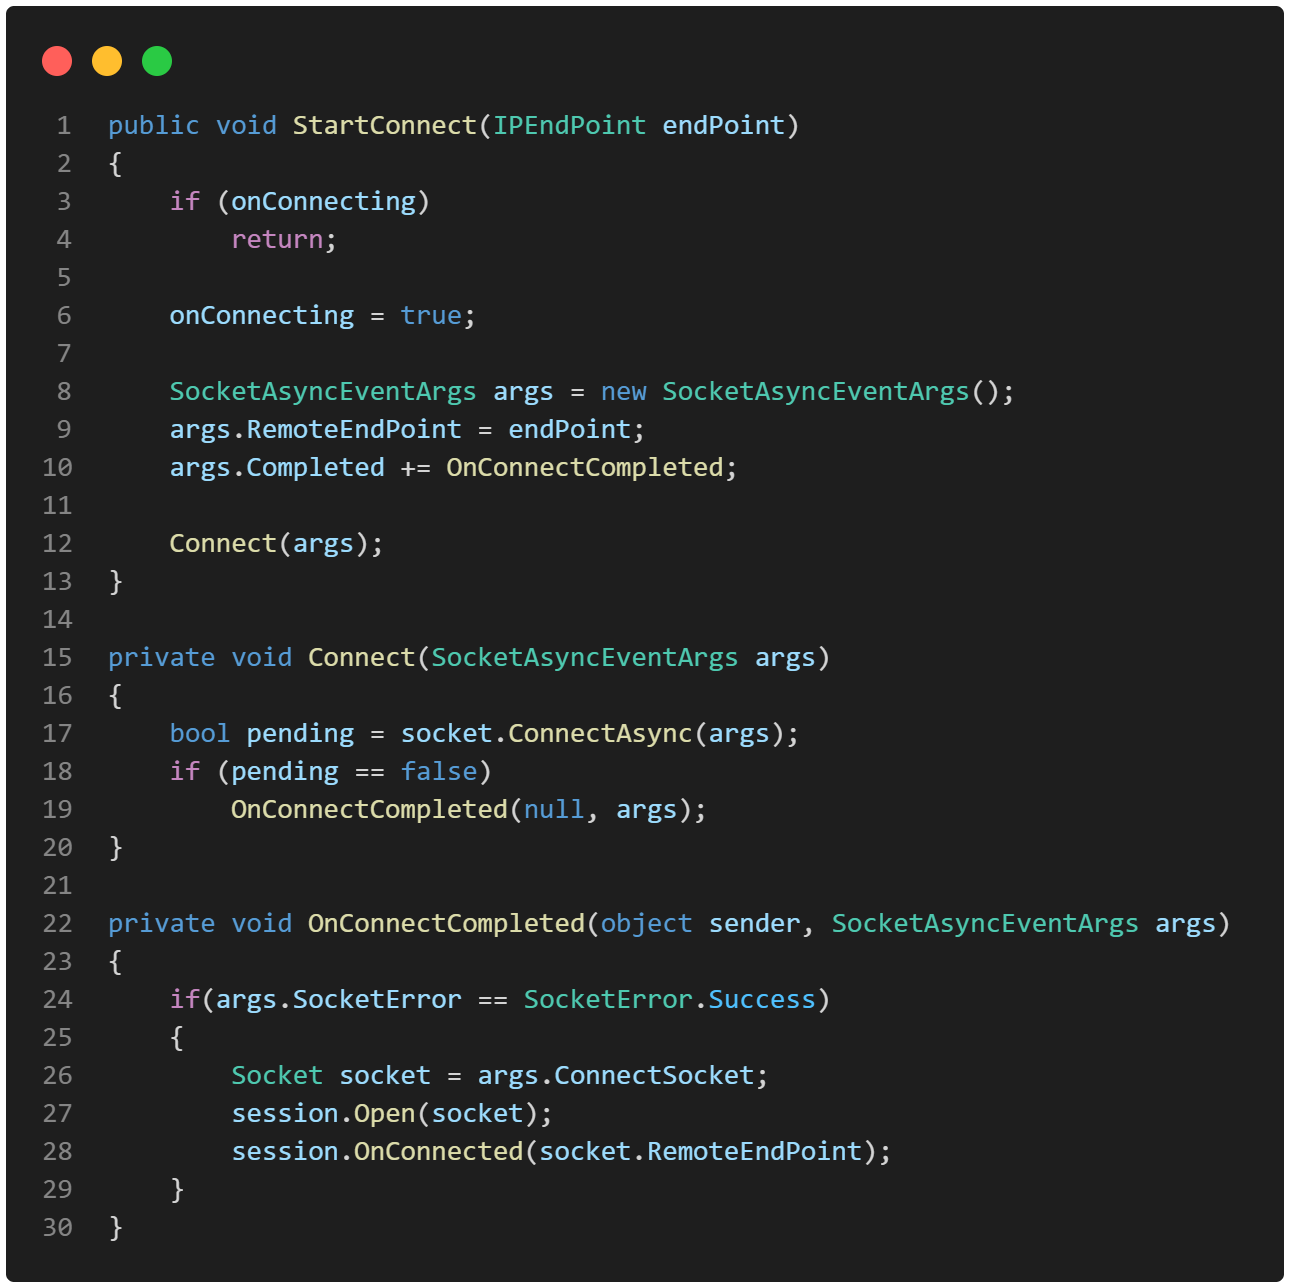 1 public void StartConnect(IPEndPoint endPoint)
2 {
3     if (onConnecting)
4         return;
5
6     onConnecting = true;
7
8     SocketAsyncEventArgs args = new SocketAsyncEventArgs();
9     args.RemoteEndPoint = endPoint;
10     args.Completed += OnConnectCompleted;
11
12     Connect(args);
13 }
14
15 private void Connect(SocketAsyncEventArgs args)
16 {
17     bool pending = socket.ConnectAsync(args);
18     if (pending == false)
19         OnConnectCompleted(null, args);
20 }
21
22 private void OnConnectCompleted(object sender, SocketAsyncEventArgs args)
23 {
24     if(args.SocketError == SocketError.Success)
25     {
26         Socket socket = args.ConnectSocket;
27         session.Open(socket);
28         session.OnConnected(socket.RemoteEndPoint);
29     }
30 }